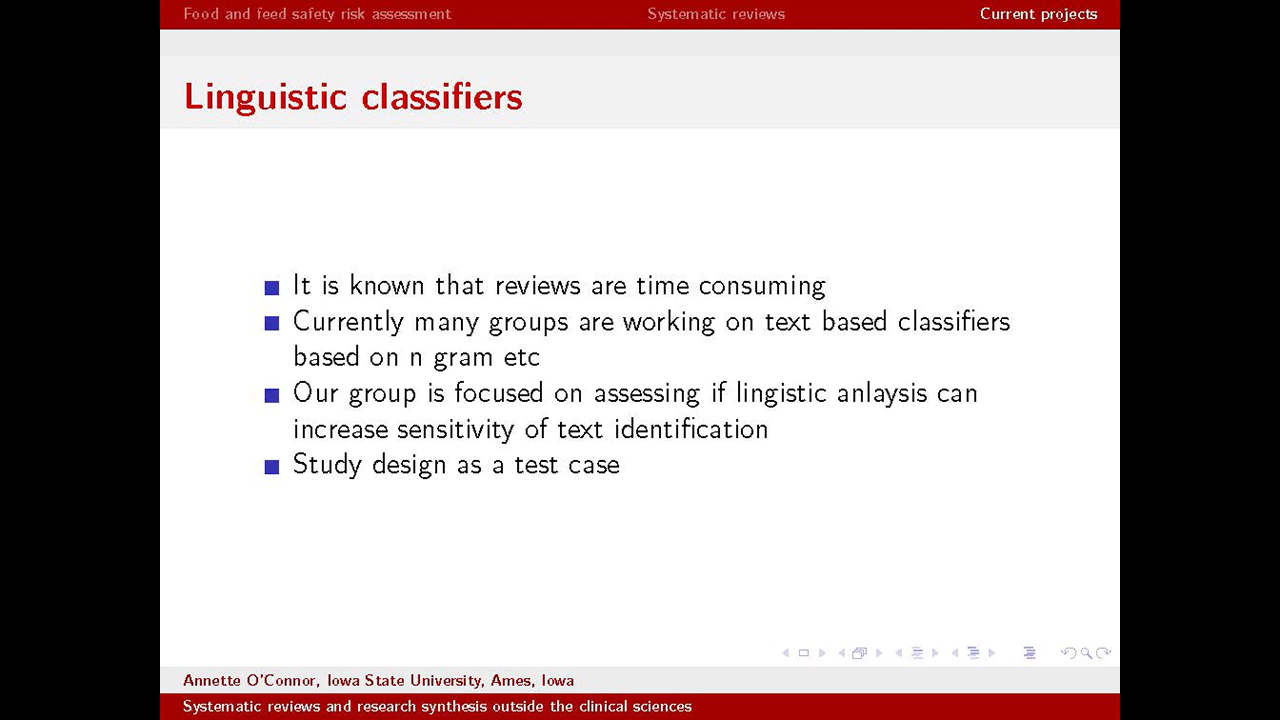 Food and feed safety risk assessment Systematic reviews Current projects
Linguistic classifiers
It is known that reviews are time consuming
Currently many groups are working on text based classifiers
based on n gram etc
Our group is focused on assessing if lingistic anlaysis can
increase sensitivity of text identification
Study design as a test case
Annette O'Connor, Iowa State University, Ames, Iowa
Systematic reviews and research synthesis outside the clinical sciences